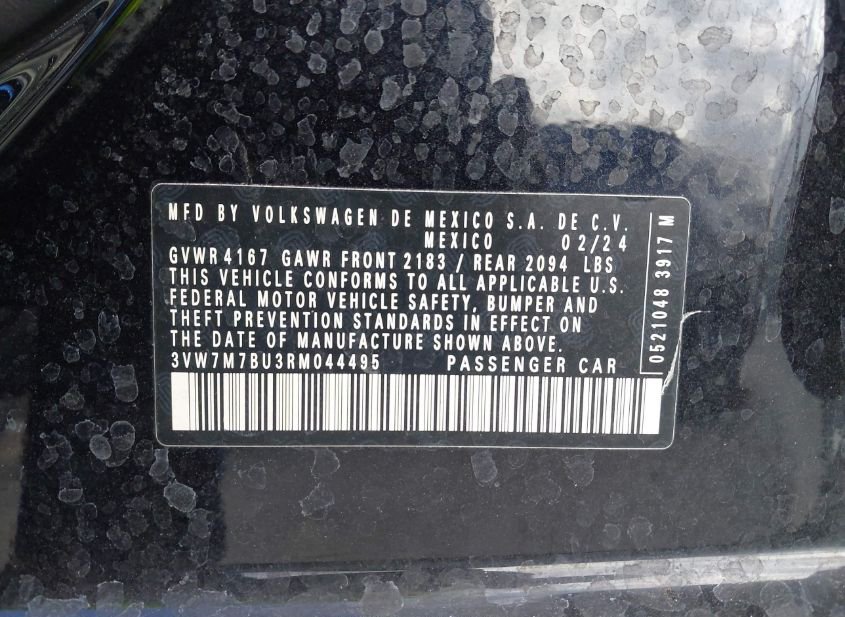 MFD BY VOLKSWAGEN DE MEXICO S.A. DE C.V.
MEXICO 02/24
GVWR 4167 GAWR FRONT 2183 / REAR 2094 LBS
THIS VEHICLE CONFORMS TO ALL APPLICABLE U.S.
FEDERAL MOTOR VEHICLE SAFETY, BUMPER AND
THEFT PREVENTION STANDARDS IN EFFECT ON
THE DATE OF MANUFACTURE SHOWN ABOVE.
3VW7M7BU3RM044495 PASSENGER CAR
0521048 3917 M